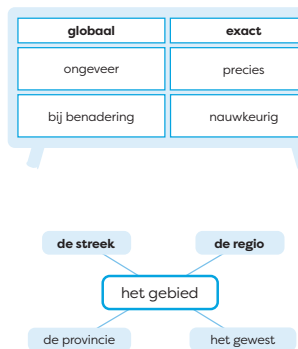 globaal exact
ongeveer precies
bij benadering nauwkeurig
de streek de regio
het gebied
de provincie het gewest